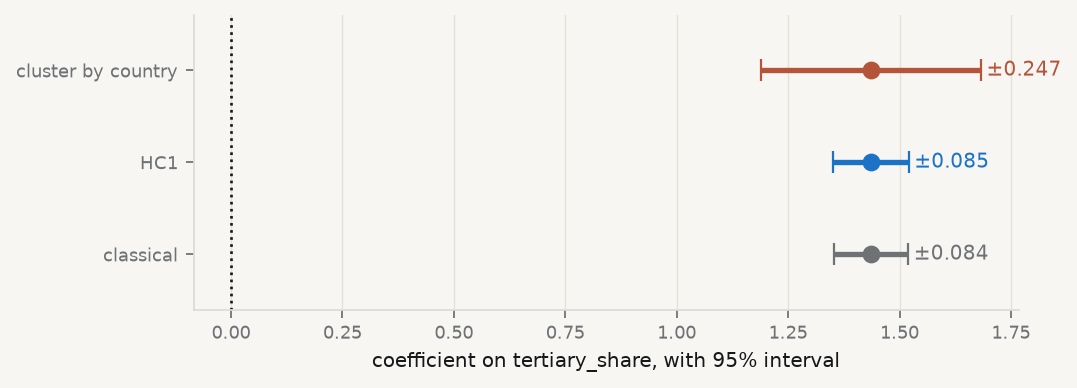 cluster by country
±0.247
HC1
±0.085
classical
±0.084
0.00 0.25 0.50 0.75 1.00 1.25 1.50 1.75
coefficient on tertiary_share, with 95% interval